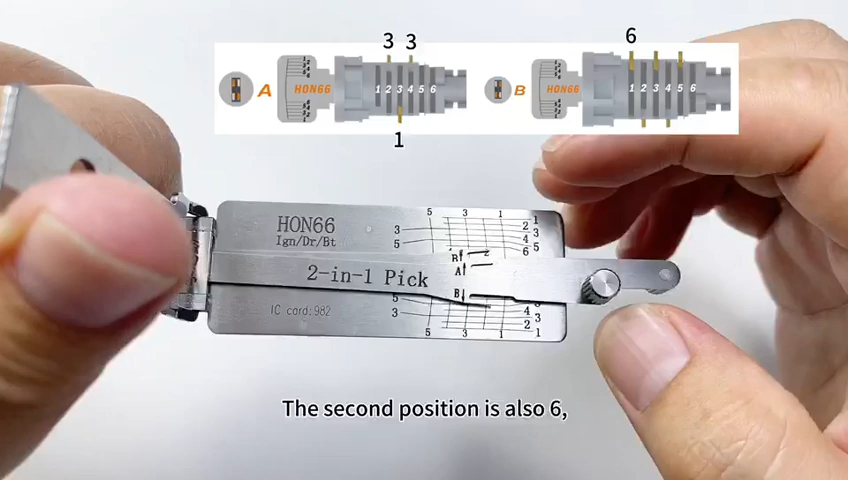 3 3
6
A HON66 1 2 3 4 5 6
B HON66 1 2 3 4 5 6
1
HON66
Ign/Dr/Bt
5 3 1
3
5
1
2
3
4
5
6
B
A
2-in-1 Pick
B
IC card:982
5
3
4
3
2
1
5 3 1
The second position is also 6,